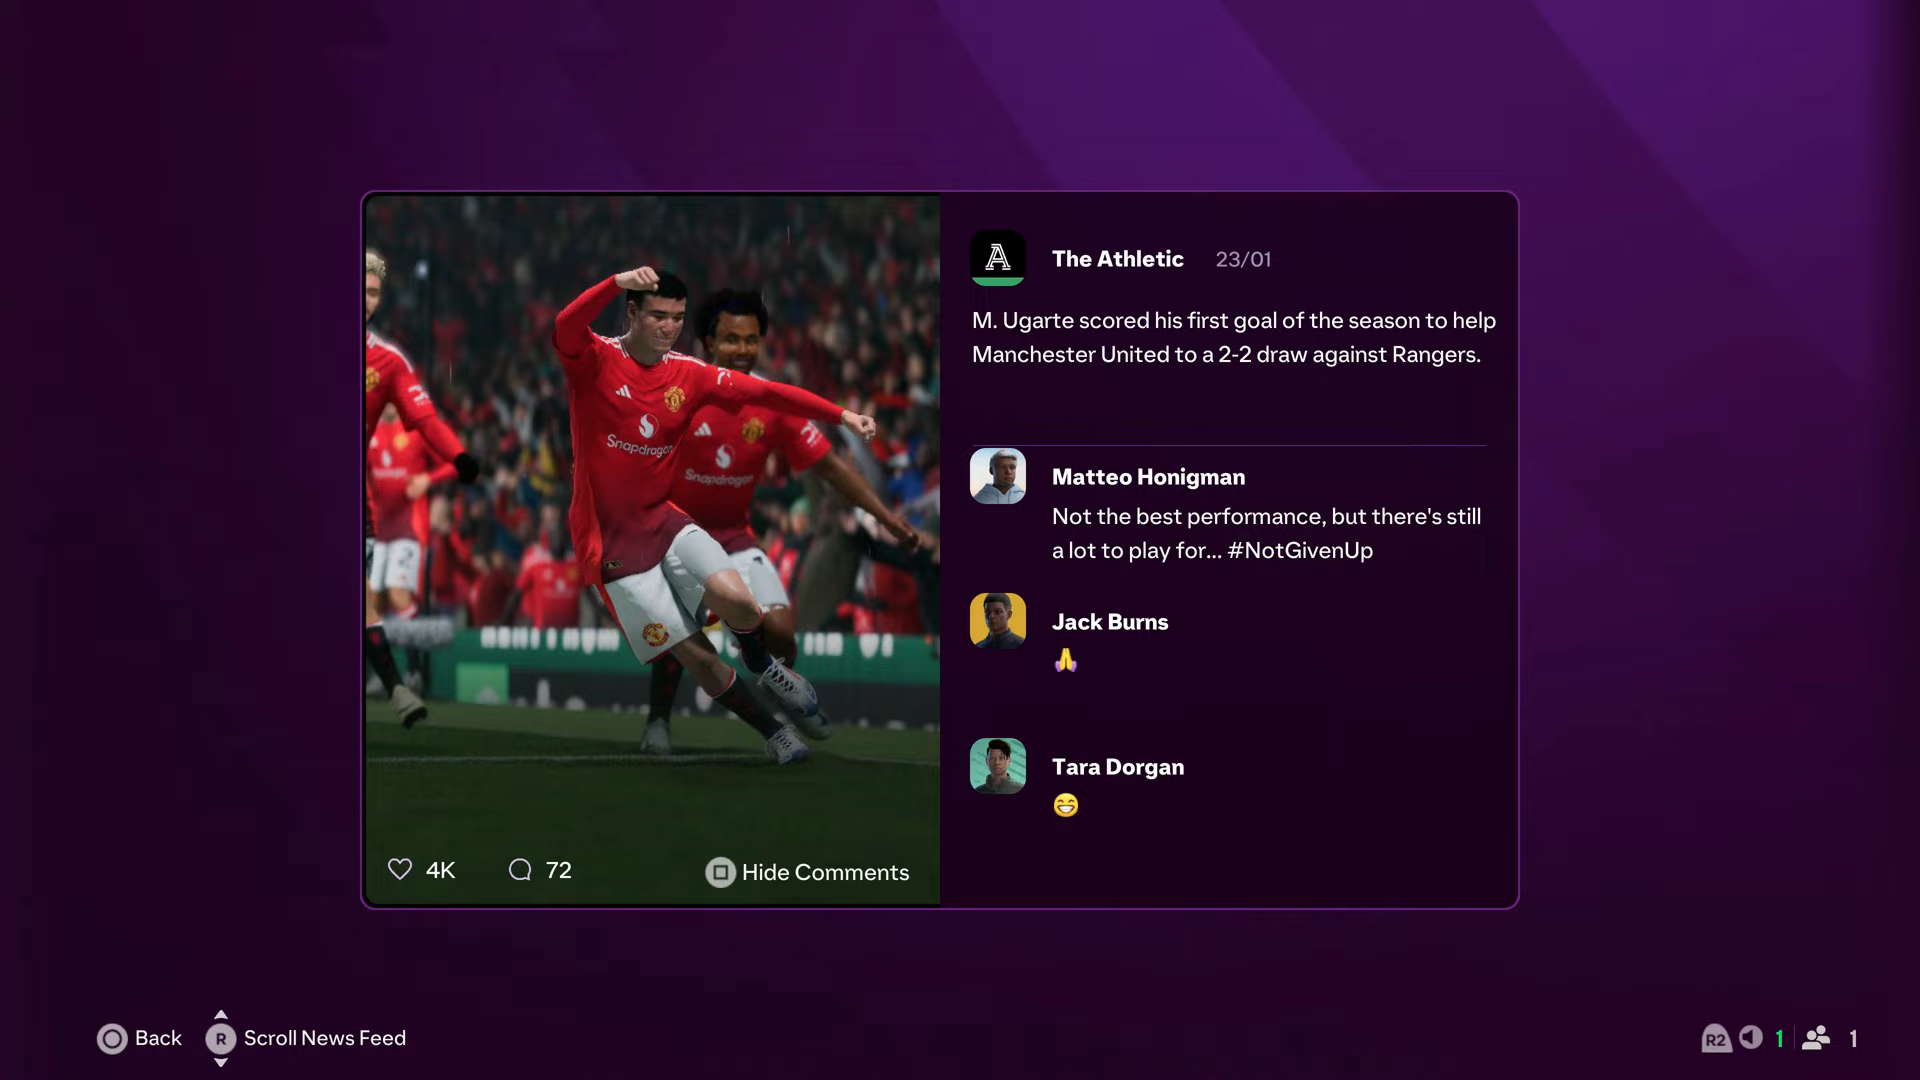 The Athletic 23/01
M. Ugarte scored his first goal of the season to help
Manchester United to a 2-2 draw against Rangers.
Matteo Honigman
Not the best performance, but there's still
a lot to play for... #NotGivenUp
Jack Burns
🙏
Tara Dorgan
😁
Snapdragon
Snapdragon
4K 72 Hide Comments
Back R Scroll News Feed
R2 1 1